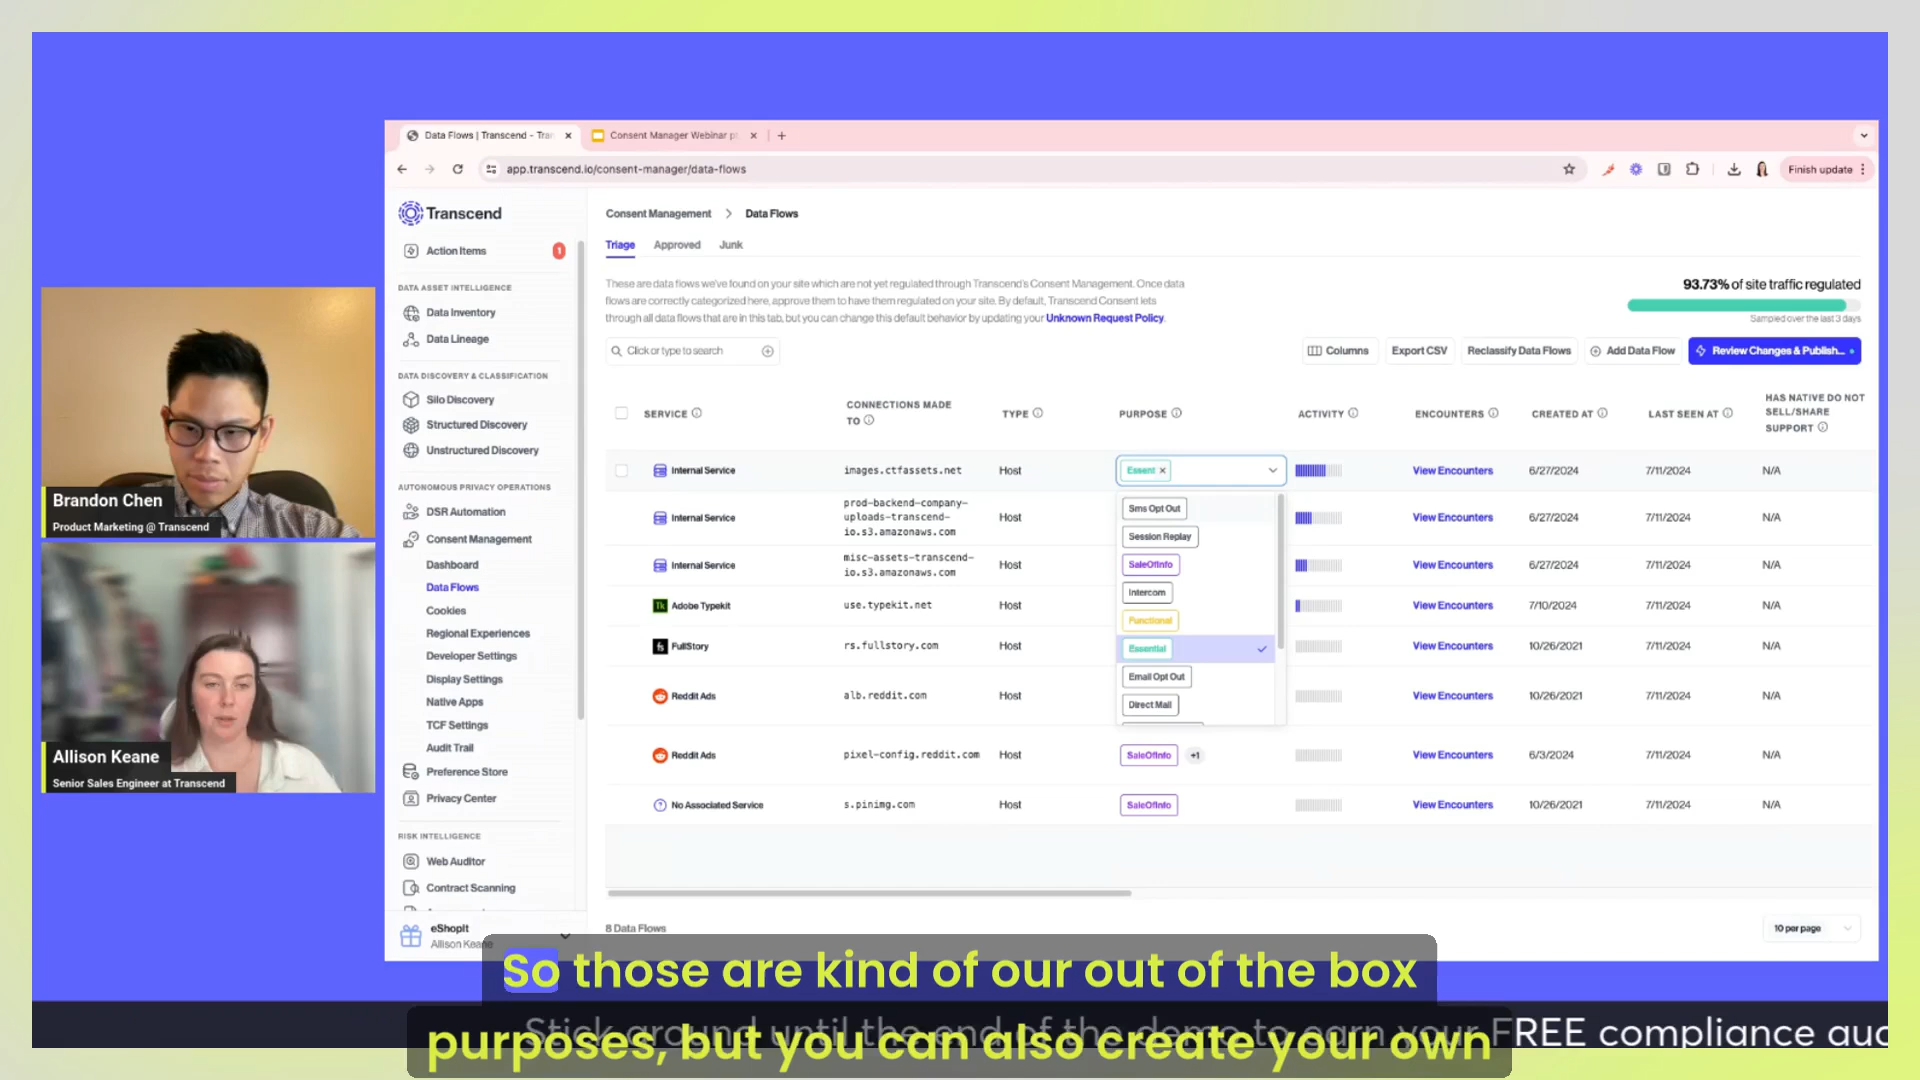 Data Flows | Transcend - Tran
Consent Manager Webinar p
app.transcend.io/consent-manager/data-flows
Finish update
Transcend
Action Items
1
DATA ASSET INTELLIGENCE
Data Inventory
Data Lineage
DATA DISCOVERY & CLASSIFICATION
Silo Discovery
Structured Discovery
Unstructured Discovery
AUTONOMOUS PRIVACY OPERATIONS
DSR Automation
Consent Management
Dashboard
Data Flows
Cookies
Regional Experiences
Developer Settings
Display Settings
Native Apps
TCF Settings
Audit Trail
Preference Store
Privacy Center
RISK INTELLIGENCE
Web Auditor
Contract Scanning
eShopIt
Allison Keane
Consent Management > Data Flows
Triage Approved Junk
These are data flows we've found on your site which are not yet regulated through Transcend's Consent Management. Once data
flows are correctly categorized here, approve them to have them regulated on your site. By default, Transcend Consent lets
through all data flows that are in this tab, but you can change this default behavior by updating your Unknown Request Policy.
93.73% of site traffic regulated
Sampled over the last 3 days
Click or type to search
Columns
Export CSV
Reclassify Data Flows
Add Data Flow
Review Changes & Publish...
SERVICE
CONNECTIONS MADE
TO
TYPE
PURPOSE
ACTIVITY
ENCOUNTERS
CREATED AT
LAST SEEN AT
HAS NATIVE DO NOT
SELL/SHARE
SUPPORT
Internal Service images.ctfassets.net Host Essent View Encounters 6/27/2024 7/11/2024 N/A
Internal Service
prod-backend-company-
uploads-transcend-
io.s3.amazonaws.com
Host View Encounters 6/27/2024 7/11/2024 N/A
Internal Service
misc-assets-transcend-
io.s3.amazonaws.com
Host View Encounters 6/27/2024 7/11/2024 N/A
Adobe Typekit use.typekit.net Host View Encounters 7/10/2024 7/11/2024 N/A
FullStory rs.fullstory.com Host View Encounters 10/26/2021 7/11/2024 N/A
Reddit Ads alb.reddit.com Host View Encounters 10/26/2021 7/11/2024 N/A
Reddit Ads pixel-config.reddit.com Host SaleOfInfo +1 View Encounters 6/3/2024 7/11/2024 N/A
No Associated Service s.pinimg.com Host SaleOfInfo View Encounters 10/26/2021 7/11/2024 N/A
Sms Opt Out
Session Replay
SaleOfInfo
Intercom
Functional
Essential
Email Opt Out
Direct Mail
8 Data Flows
10 per page
Brandon Chen
Product Marketing @ Transcend
Allison Keane
Senior Sales Engineer at Transcend
So those are kind of our out of the box
purposes, but you can also create your own
Stick around until the end of the demo to earn your FREE compliance aud